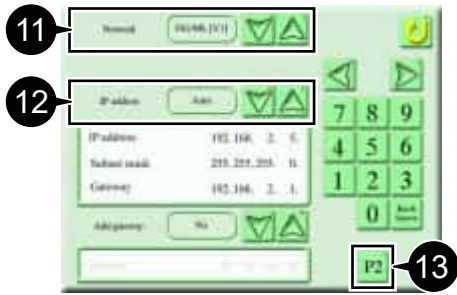 11
12
IP address Auto
IP address 192. 168. 2. 5.
Subnet mask 255. 255. 255. 0.
Gateway 192. 168. 2. 1.
Add gateway No
7 8 9
4 5 6
1 2 3
0 Back
P2
13